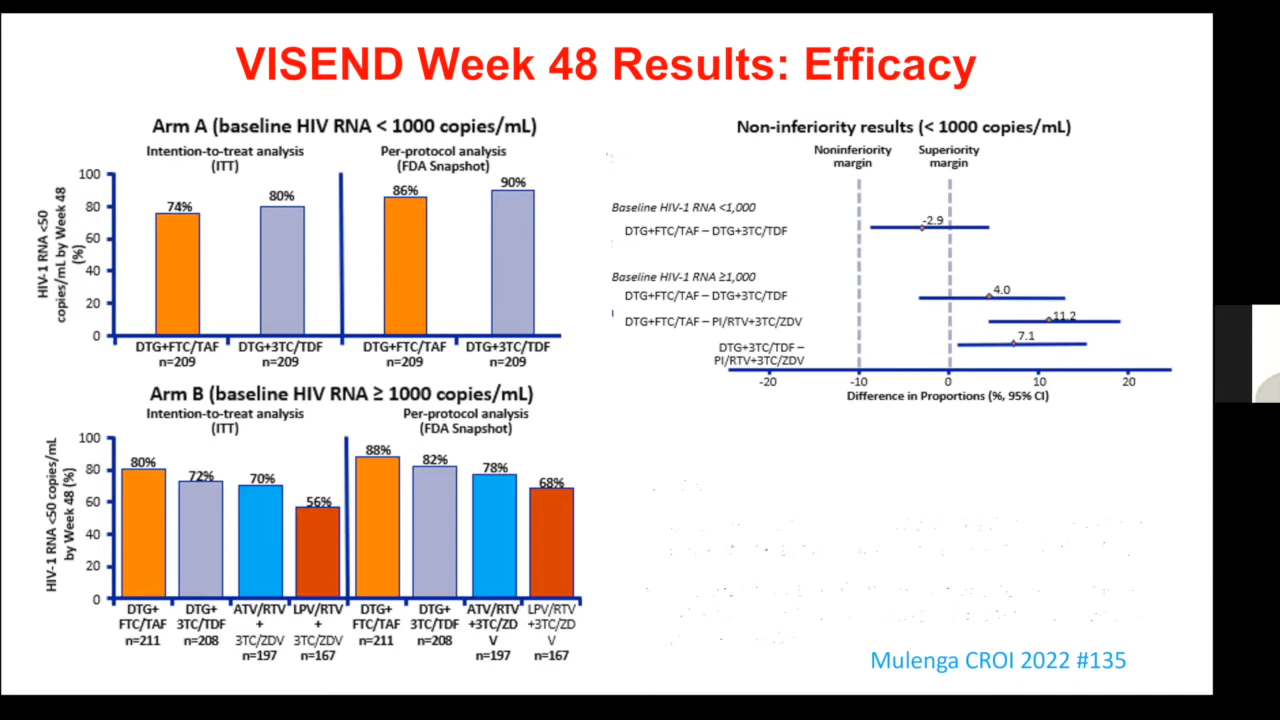 VISEND Week 48 Results: Efficacy
Arm A (baseline HIV RNA < 1000 copies/mL)
Intention-to-treat analysis
(ITT)
Per-protocol analysis
(FDA Snapshot)
HIV-1 RNA <50
copies/mL by Week 48
(%)
100
80
60
40
20
0
74%
80%
86%
90%
DTG+FTC/TAF
n=209
DTG+3TC/TDF
n=209
DTG+FTC/TAF
n=209
DTG+3TC/TDF
n=209
Arm B (baseline HIV RNA ≥ 1000 copies/mL)
Intention-to-treat analysis
(ITT)
Per-protocol analysis
(FDA Snapshot)
HIV-1 RNA <50 copies/mL
by Week 48 (%)
100
80
60
40
20
0
80%
72%
70%
56%
88%
82%
78%
68%
DTG+
FTC/TAF
n=211
DTG+
3TC/TDF
n=208
ATV/RTV
+
3TC/ZDV
n=197
LPV/RTV
+
3TC/ZDV
n=167
DTG+
FTC/TAF
n=211
DTG+
3TC/TDF
n=208
ATV/RTV
+3TC/ZD
V
n=197
LPV/RTV
+3TC/ZD
V
n=167
Non-inferiority results (< 1000 copies/mL)
Noninferiority
margin
Superiority
margin
Baseline HIV-1 RNA <1,000
DTG+FTC/TAF – DTG+3TC/TDF
-2.9
Baseline HIV-1 RNA ≥1,000
DTG+FTC/TAF – DTG+3TC/TDF
4.0
DTG+FTC/TAF – PI/RTV+3TC/ZDV
11.2
DTG+3TC/TDF –
PI/RTV+3TC/ZDV
7.1
-20
-10
0
10
20
Difference in Proportions (%, 95% CI)
Mulenga CROI 2022 #135